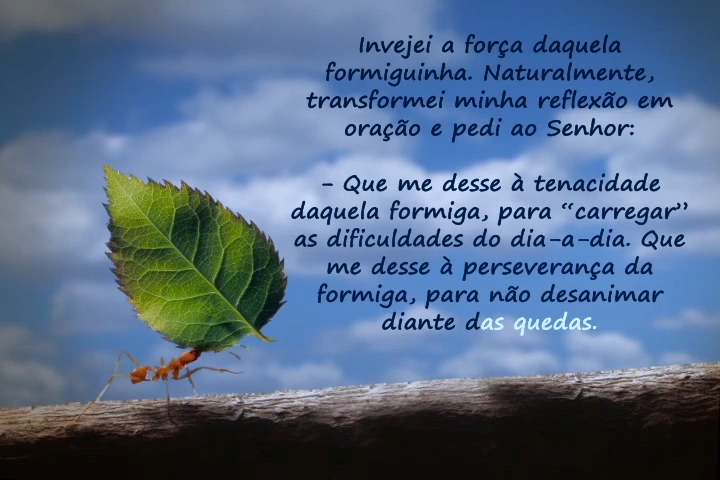 Invejei a força daquela
formiguinha. Naturalmente,
transformei minha reflexão em
oração e pedi ao Senhor:
- Que me desse à tenacidade
daquela formiga, para “carregar”
as dificuldades do dia-a-dia. Que
me desse à perseverança da
formiga, para não desanimar
diante das quedas.